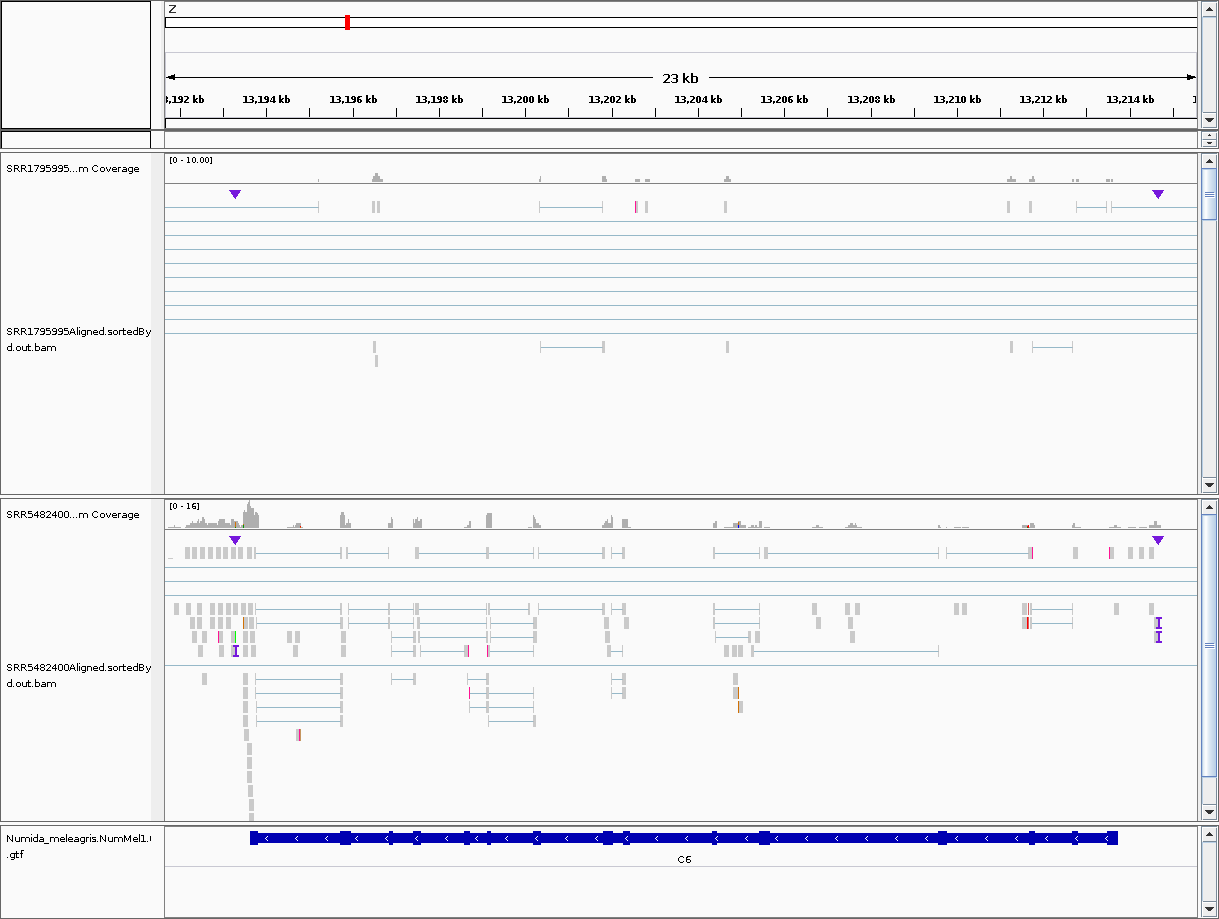 Z
23 kb
3,192 kb 13,194 kb 13,196 kb 13,198 kb 13,200 kb 13,202 kb 13,204 kb 13,206 kb 13,208 kb 13,210 kb 13,212 kb 13,214 kb 1
SRR1795995...m Coverage
[0 - 10.00]
SRR1795995Aligned.sortedBy
d.out.bam
SRR5482400...m Coverage
[0 - 16]
SRR5482400Aligned.sortedBy
d.out.bam
Numida_meleagris.NumMel1.
.gtf
C6